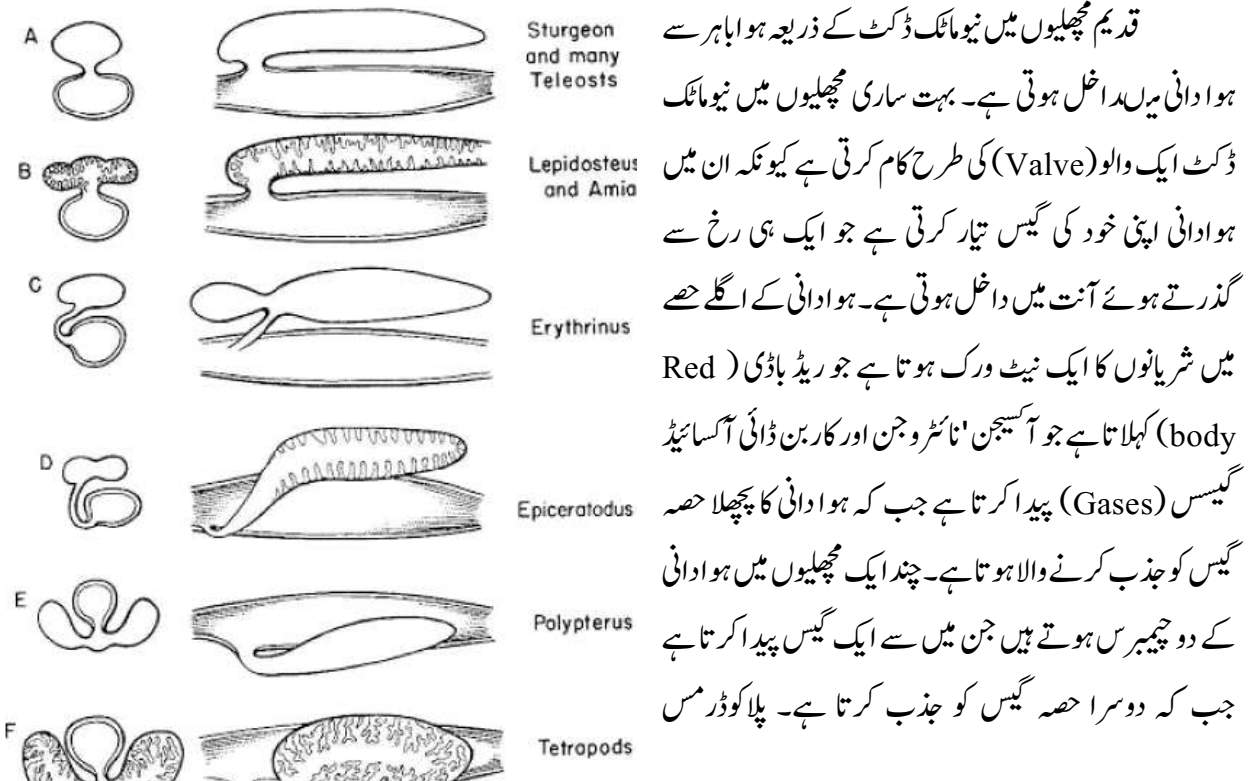 قدیم مچھلیوں میں نیوماٹک ڈکٹ کے ذریعہ ہوا باہر سے
ہوا دانی میں داخل ہوتی ہے۔ بہت ساری مچھلیوں میں نیوماٹک
ڈکٹ ایک والو (Valve) کی طرح کام کرتی ہے کیونکہ ان میں
ہوادانی اپنی خود کی گیس تیار کرتی ہے جو ایک ہی رخ سے
گذرتے ہوئے آنت میں داخل ہوتی ہے۔ ہوادانی کے اگلے حصے
میں شریانوں کا ایک نیٹ ورک ہوتا ہے جو ریڈ باڈی ( Red
body) کہلاتا ہے جو آکسیجن' نائٹروجن اور کاربن ڈائی آکسائیڈ
گیسس (Gases) پیدا کرتا ہے جب کہ ہوا دانی کا پچھلا حصہ
گیس کو جذب کرنے والا ہوتا ہے۔ چند ایک مچھلیوں میں ہوادانی
کے دو چیمبرس ہوتے ہیں جن میں سے ایک گیس پیدا کرتا ہے
جب کہ دوسرا حصہ گیس کو جذب کرتا ہے۔ پلاکوڈرمس
A
Sturgeon
and many
Teleosts
B
Lepidosteus
and Amia
C
Erythrinus
D
Epiceratodus
E
Polypterus
F
Tetrapods